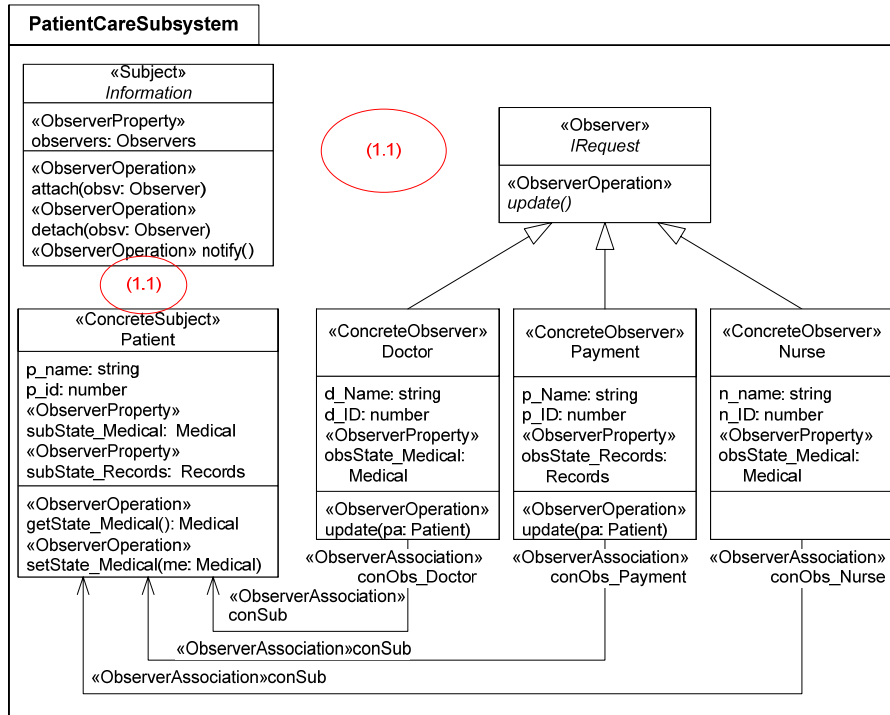 PatientCareSubsystem
«Subject»
Information
«ObserverProperty»
observers: Observers
«ObserverOperation»
attach(obsv: Observer)
«ObserverOperation»
detach(obsv: Observer)
«ObserverOperation» notify()
(1.1)
«Observer»
IRequest
«ObserverOperation»
update()
(1.1)
«ConcreteSubject»
Patient
p_name: string
p_id: number
«ObserverProperty»
subState_Medical: Medical
«ObserverProperty»
subState_Records: Records
«ObserverOperation»
getState_Medical(): Medical
«ObserverOperation»
setState_Medical(me: Medical)
«ConcreteObserver»
Doctor
d_Name: string
d_ID: number
«ObserverProperty»
obsState_Medical:
Medical
«ObserverOperation»
update(pa: Patient)
«ObserverAssociation»
conObs_Doctor
«ConcreteObserver»
Payment
p_Name: string
p_ID: number
«ObserverProperty»
obsState_Records:
Records
«ObserverOperation»
update(pa: Patient)
«ObserverAssociation»
conObs_Payment
«ConcreteObserver»
Nurse
n_name: string
n_ID: number
«ObserverProperty»
obsState_Medical:
Medical
«ObserverAssociation»
conObs_Nurse
«ObserverAssociation»
conSub
«ObserverAssociation»conSub
«ObserverAssociation»conSub